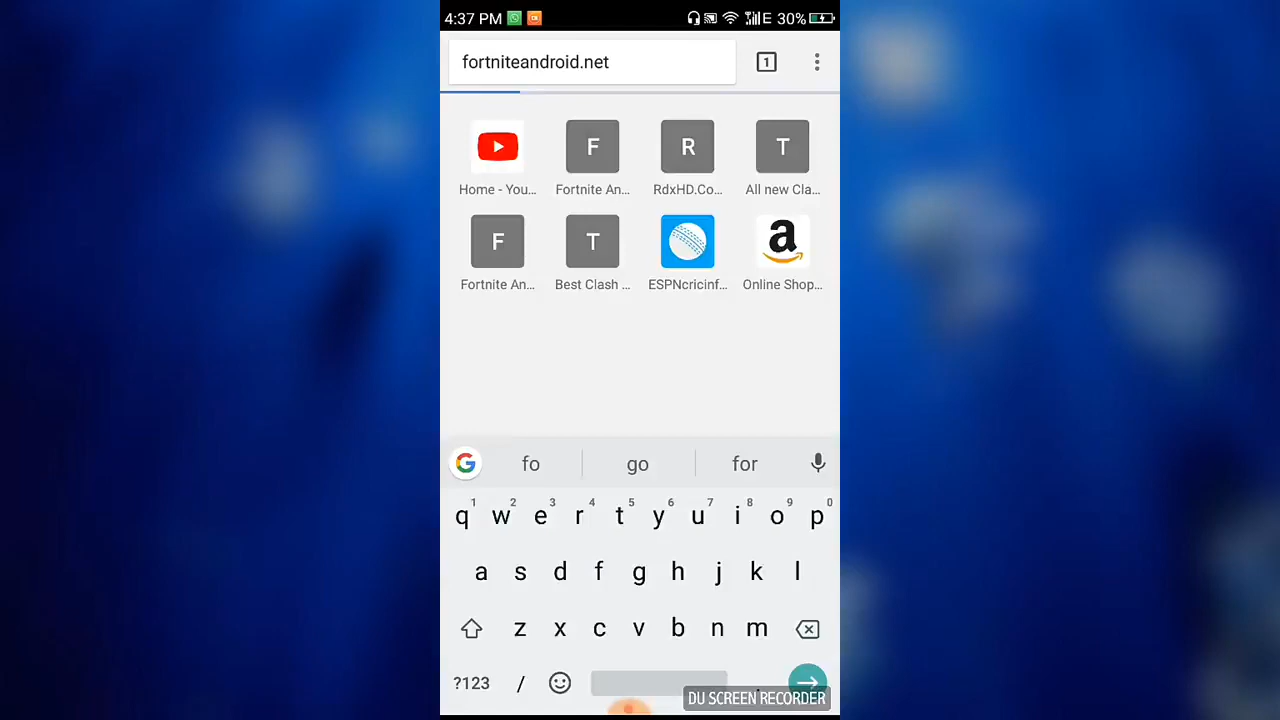 4:37 PM E 30%
fortniteandroid.net 1
F R T
Home - You... Fortnite An... RdxHD.Co... All new Cla...
F T a
Fortnite An... Best Clash ... ESPNcricinf... Online Shop...
G fo go for
1 2 3 4 5 6 7 8 9 0
q w e r t y u i o p
a s d f g h j k l
z x c v b n m
?123 / .
DU SCREEN RECORDER